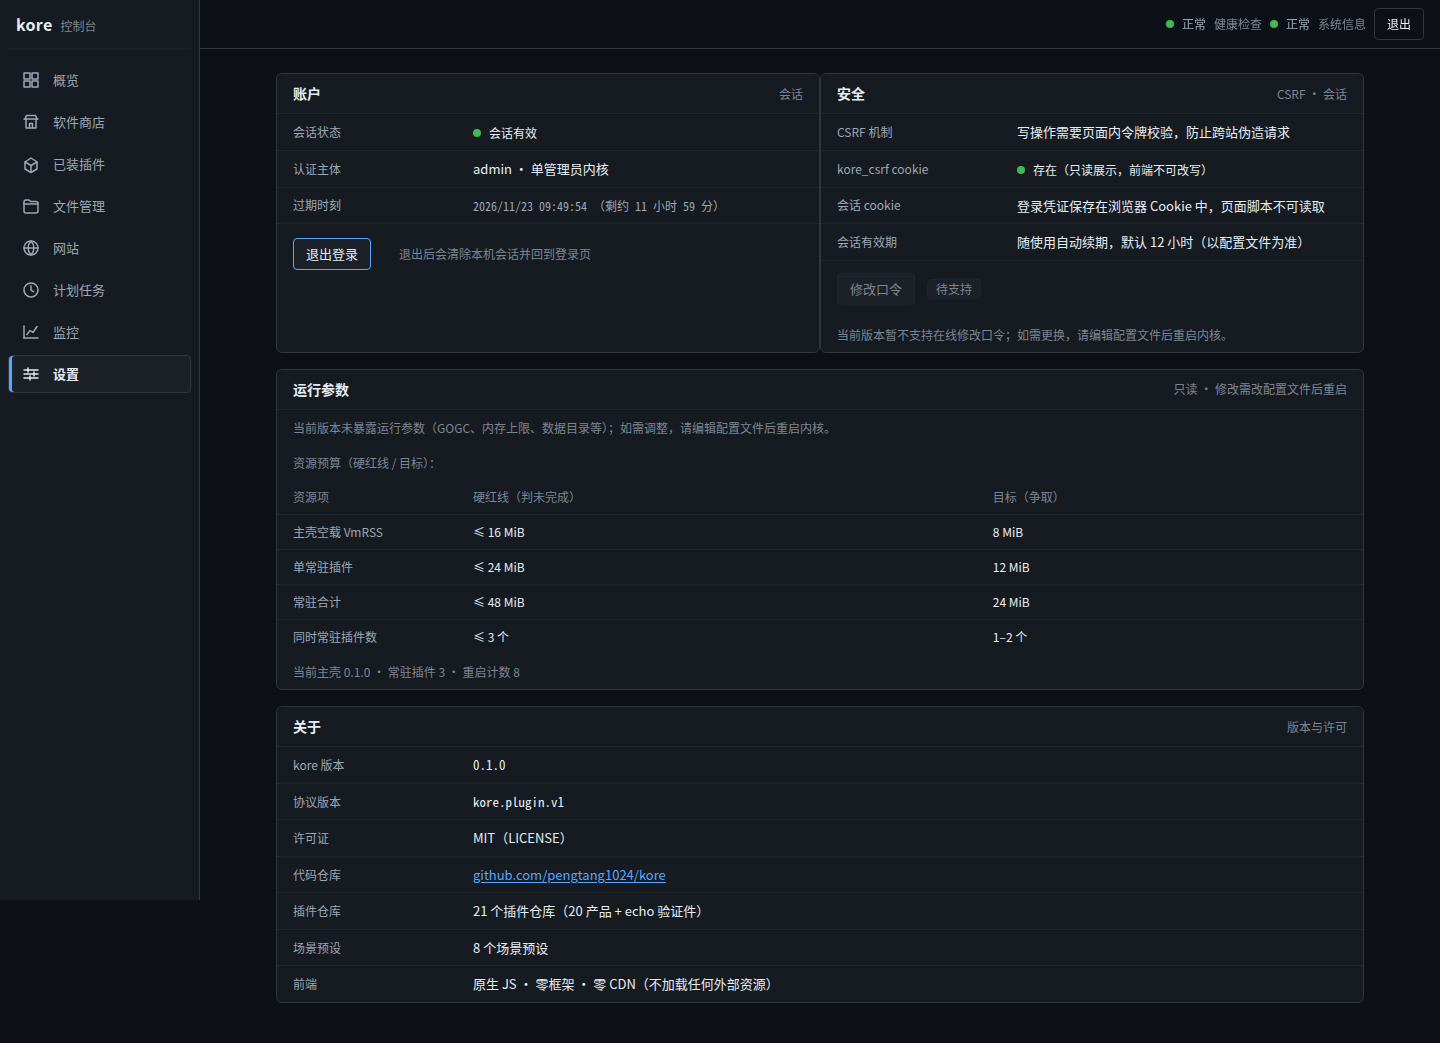 kore 控制台
正常 健康检查 正常 系统信息 退出
概览
软件商店
已装插件
文件管理
网站
计划任务
监控
设置
账户 会话
会话状态 会话有效
认证主体 admin · 单管理员内核
过期时刻 2026/11/23 09:49:54 （剩约 11 小时 59 分）
退出登录 退出后会清除本机会话并回到登录页
安全 CSRF · 会话
CSRF 机制 写操作需要页面内令牌校验，防止跨站伪造请求
kore_csrf cookie 存在（只读展示，前端不可改写）
会话 cookie 登录凭证保存在浏览器 Cookie 中，页面脚本不可读取
会话有效期 随使用自动续期，默认 12 小时（以配置文件为准）
修改口令 待支持
当前版本暂不支持在线修改口令；如需更换，请编辑配置文件后重启内核。
运行参数 只读 · 修改需改配置文件后重启
当前版本未暴露运行参数（GOGC、内存上限、数据目录等）；如需调整，请编辑配置文件后重启内核。
资源预算（硬红线 / 目标）：
资源项 硬红线（判未完成） 目标（争取）
主壳空载 VmRSS ≤ 16 MiB 8 MiB
单常驻插件 ≤ 24 MiB 12 MiB
常驻合计 ≤ 48 MiB 24 MiB
同时常驻插件数 ≤ 3 个 1–2 个
当前主壳 0.1.0 · 常驻插件 3 · 重启计数 8
关于 版本与许可
kore 版本 0.1.0
协议版本 kore.plugin.v1
许可证 MIT（LICENSE）
代码仓库 github.com/pengtang1024/kore
插件仓库 21 个插件仓库（20 产品 + echo 验证件）
场景预设 8 个场景预设
前端 原生 JS · 零框架 · 零 CDN（不加载任何外部资源）